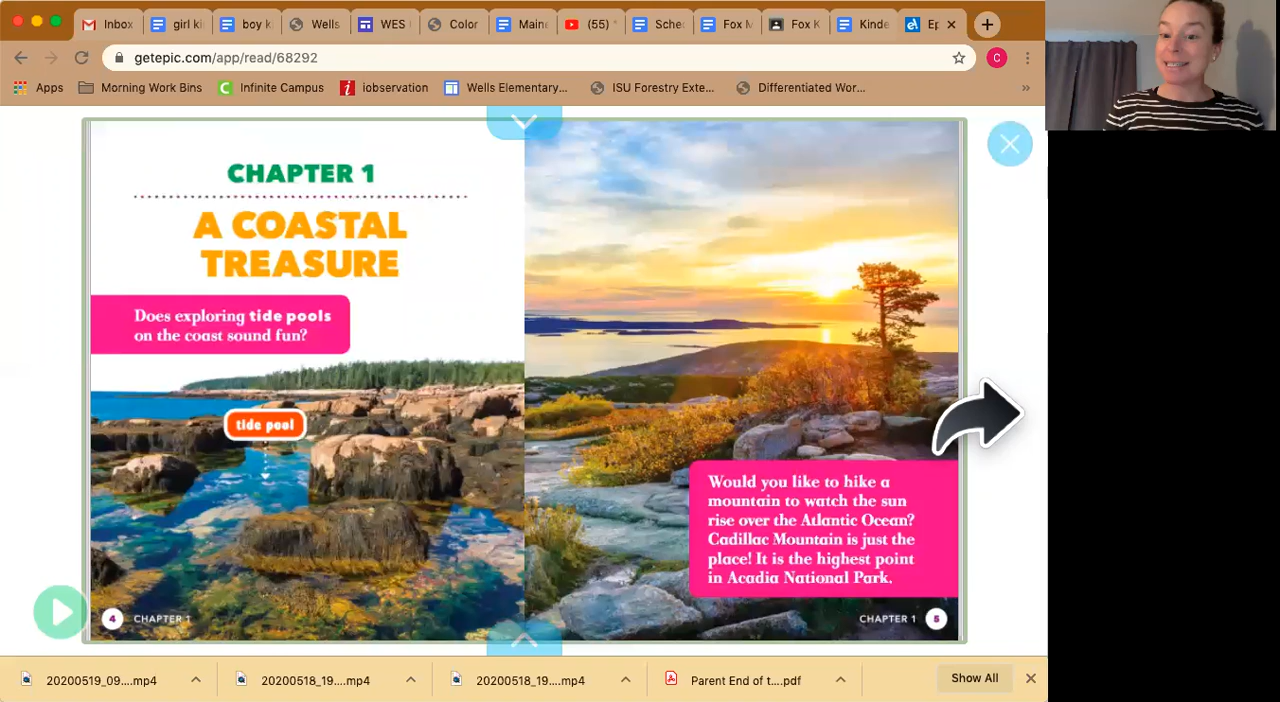 Inbox
girl ki
boy k
Wells
WES
Color
Maine
(55)
Sche
Fox M
Fox K
Kinde
Ep
getepic.com/app/read/68292
C
Apps
Morning Work Bins
Infinite Campus
iobservation
Wells Elementary...
ISU Forestry Exte...
Differentiated Wor...
»
CHAPTER 1
A COASTAL
TREASURE
Does exploring tide pools
on the coast sound fun?
tide pool
4 CHAPTER 1
Would you like to hike a
mountain to watch the sun
rise over the Atlantic Ocean?
Cadillac Mountain is just the
place! It is the highest point
in Acadia National Park.
CHAPTER 1 5
20200519_09....mp4
20200518_19....mp4
20200518_19....mp4
Parent End of t....pdf
Show All